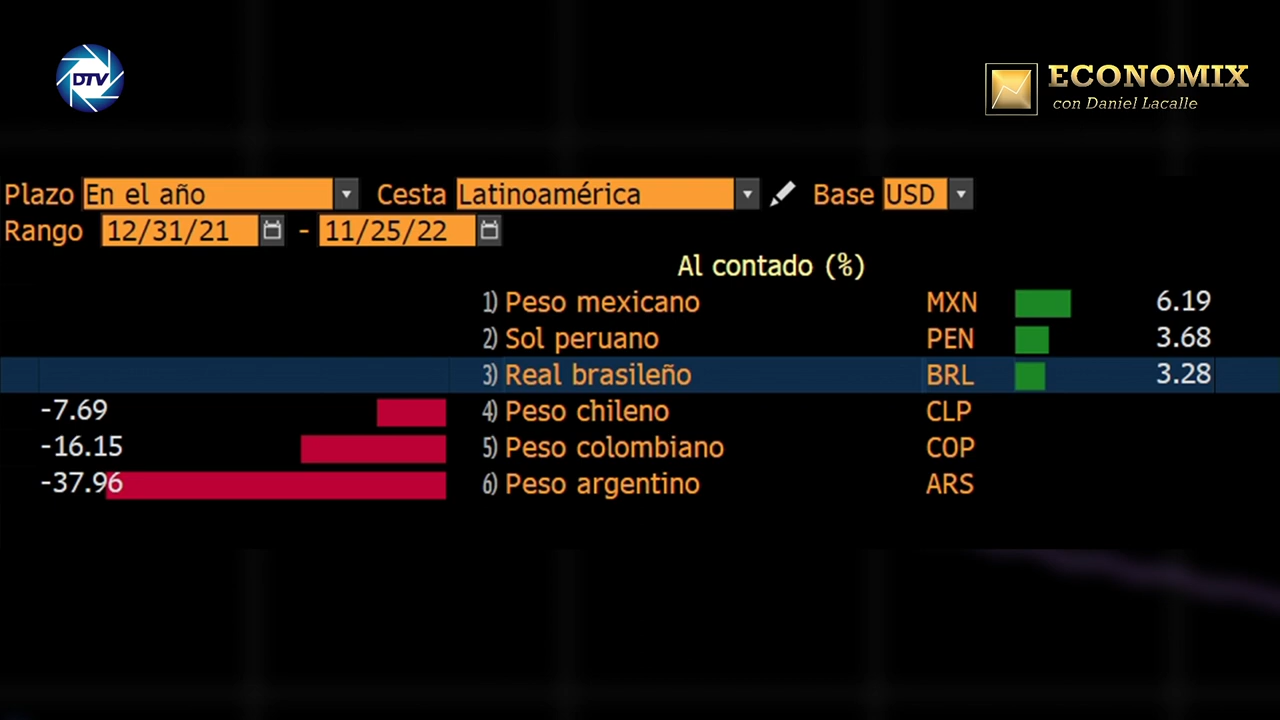 DTV
ECONOMIX
con Daniel Lacalle
Plazo En el año Cesta Latinoamérica Base USD
Rango 12/31/21 - 11/25/22
Al contado (%)
1) Peso mexicano MXN 6.19
2) Sol peruano PEN 3.68
3) Real brasileño BRL 3.28
-7.69 4) Peso chileno CLP
-16.15 5) Peso colombiano COP
-37.96 6) Peso argentino ARS